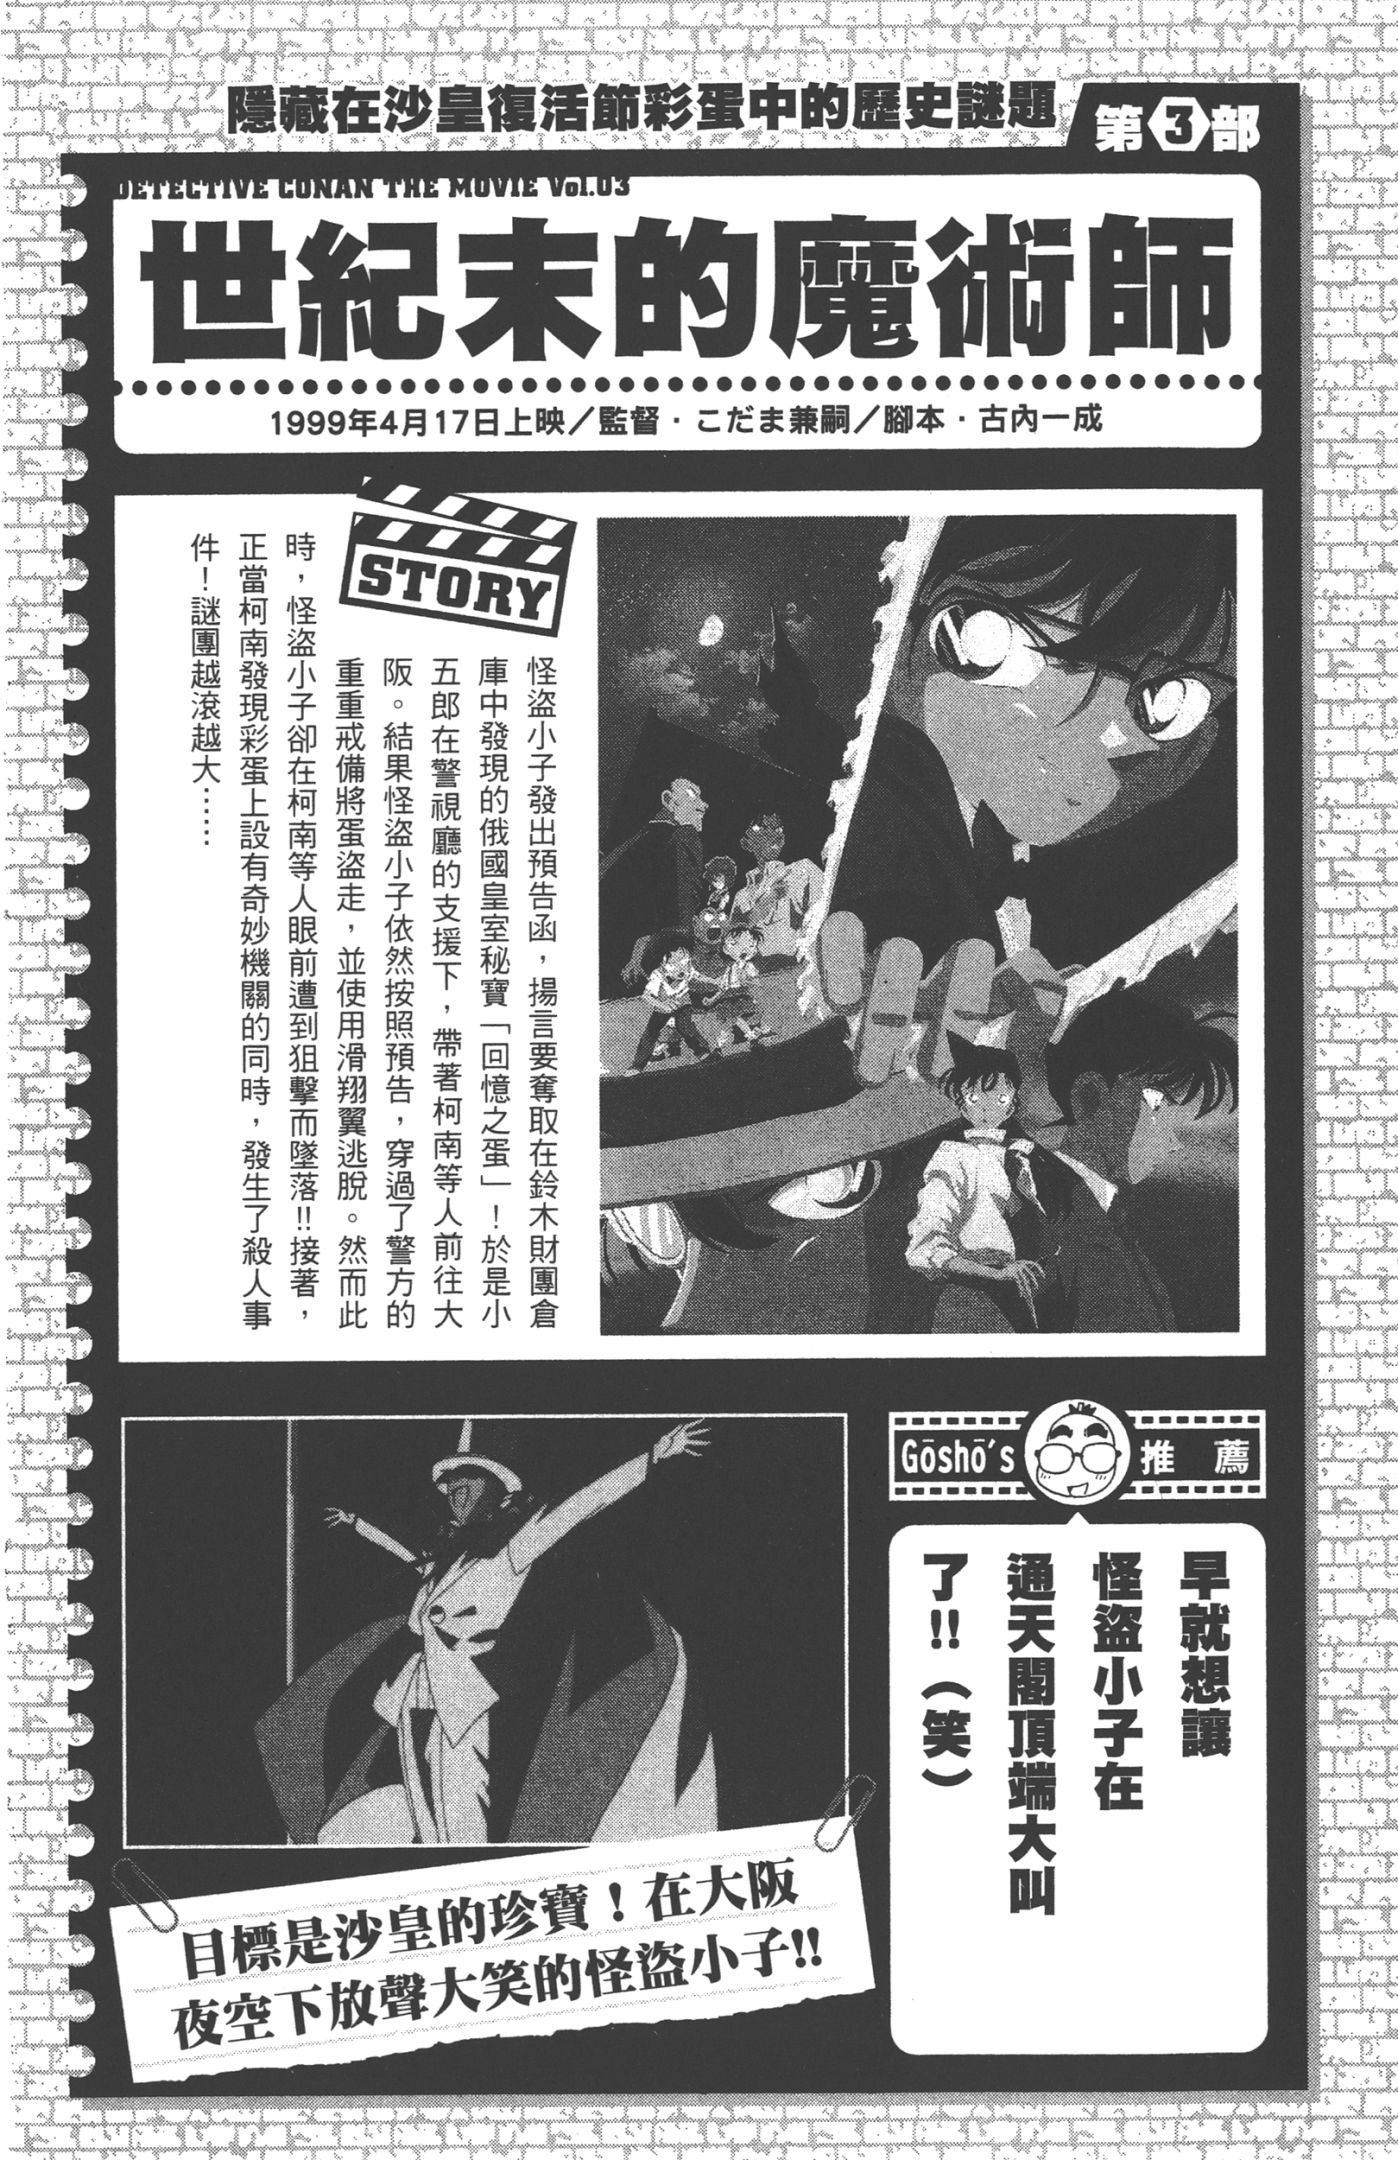 隱藏在沙皇復活節彩蛋中的歷史謎題
第3部
DETECTIVE CONAN THE MOVIE Vol.03
世紀末的魔術師
1999年4月17日上映／監督・こだま兼嗣／腳本・古內一成
STORY
怪盜小子發出預告函，揚言要奪取在鈴木財團倉
庫中發現的俄國皇室秘寶「回憶之蛋」！於是小
五郎在警視廳的支援下，帶著柯南等人前往大
阪。結果怪盜小子依然按照預告，穿過了警方的
重重戒備將蛋盜走，並使用滑翔翼逃脫。然而此
時，怪盜小子卻在柯南等人眼前遭到狙擊而墜落!!接著，
正當柯南發現彩蛋上設有奇妙機關的同時，發生了殺人事
件！謎團越滾越大……
Gōshō's 推薦
早就想讓
怪盜小子在
通天閣頂端大叫
了!!（笑）
目標是沙皇的珍寶！在大阪
夜空下放聲大笑的怪盜小子!!